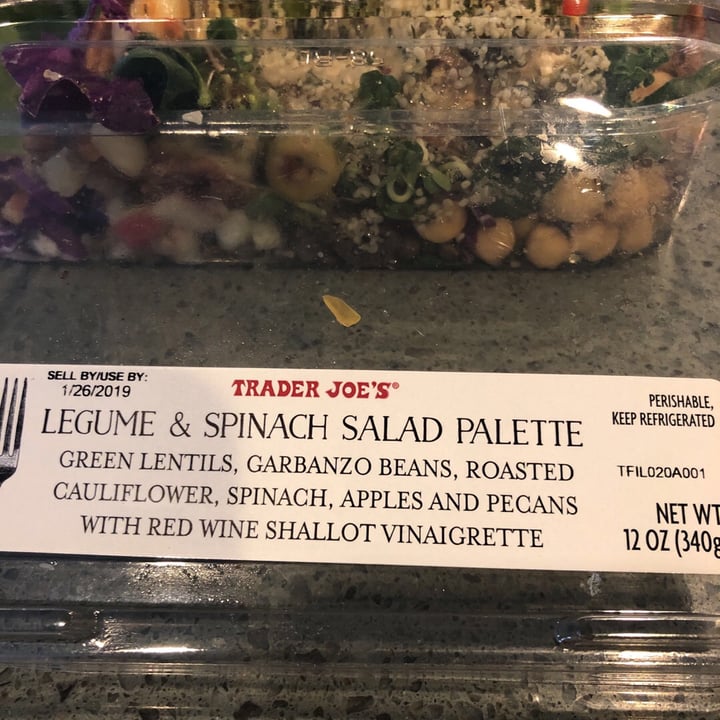 SELL BY/USE BY:
1/26/2019
TRADER JOE'S®
LEGUME & SPINACH SALAD PALETTE
GREEN LENTILS, GARBANZO BEANS, ROASTED
CAULIFLOWER, SPINACH, APPLES AND PECANS
WITH RED WINE SHALLOT VINAIGRETTE
PERISHABLE,
KEEP REFRIGERATED
TFIL020A001
NET WT
12 OZ (340g